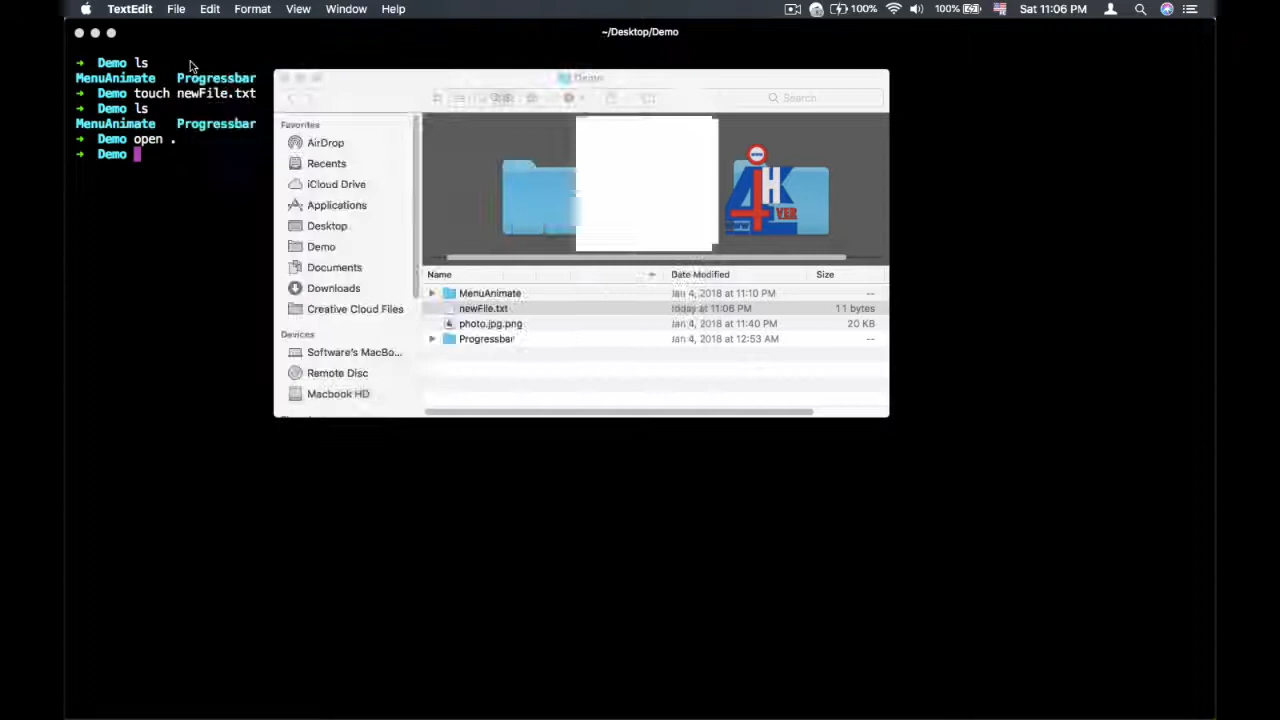 TextEdit File Edit Format View Window Help 100% 100% Sat 11:06 PM
~/Desktop/Demo
➜ Demo ls
MenuAnimate Progressbar
➜ Demo touch newFile.txt
➜ Demo ls
MenuAnimate Progressbar
➜ Demo open .
➜ Demo
Demo
Search
Favorites
AirDrop
Recents
iCloud Drive
Applications
Desktop
Demo
Documents
Downloads
Creative Cloud Files
Devices
Software's MacBo...
Remote Disc
Macbook HD
4
HK
VER
Name Date Modified Size
MenuAnimate Jan 4, 2018 at 11:10 PM --
newFile.txt today at 11:06 PM 11 bytes
photo.jpg.png Jan 4, 2018 at 11:40 PM 20 KB
Progressbar Jan 4, 2018 at 12:53 AM --